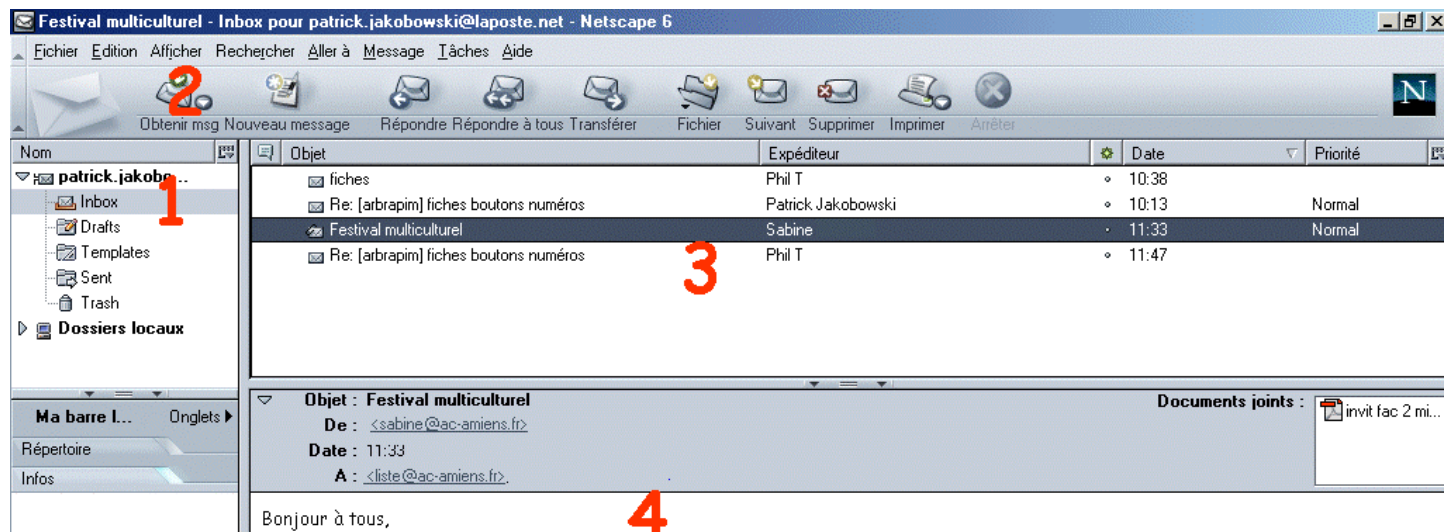 Festival multiculturel - Inbox pour patrick.jakobowski@laposte.net - Netscape 6
Fichier Edition Afficher Rechercher Aller à Message Tâches Aide
2
N
Obtenir msg Nouveau message Répondre Répondre à tous Transférer Fichier Suivant Supprimer Imprimer Arrêter
Nom Objet Expéditeur Date Priorité
patrick.jakobo... fiches Phil T 10:38
1
Inbox Re: [arbrapim] fiches boutons numéros Patrick Jakobowski 10:13 Normal
Drafts Festival multiculturel Sabine 11:33 Normal
Templates Re: [arbrapim] fiches boutons numéros Phil T 11:47
3
Sent
Trash
Dossiers locaux
Objet : Festival multiculturel Documents joints : invit fac 2 mi...
Ma barre l... Onglets
De : <sabine@ac-amiens.fr>
Répertoire Date : 11:33
Infos A : <liste@ac-amiens.fr>,
4
Bonjour à tous,